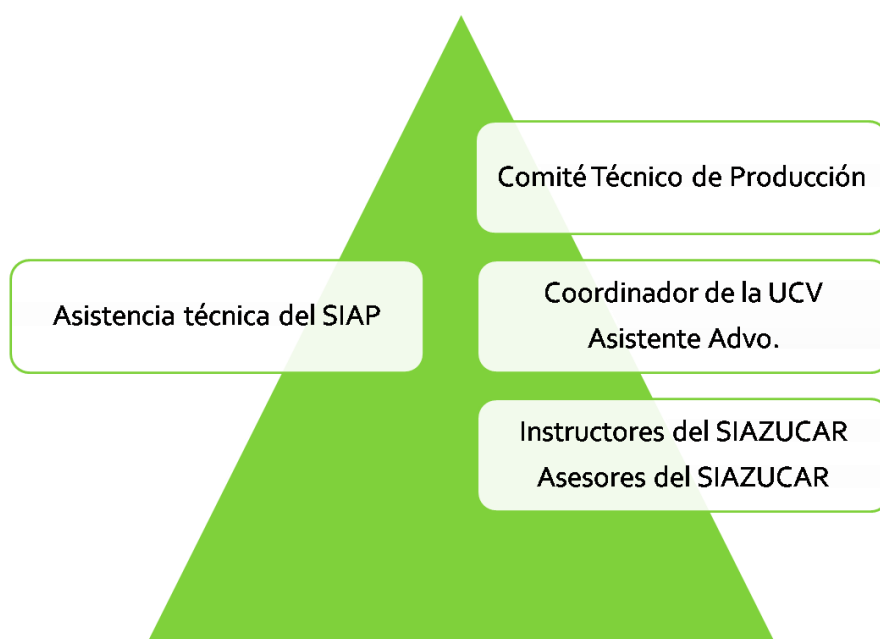 Comité Técnico de Producción
Asistencia técnica del SIAP
Coordinador de la UCV
Asistente Advo.
Instructores del SIAZUCAR
Asesores del SIAZUCAR